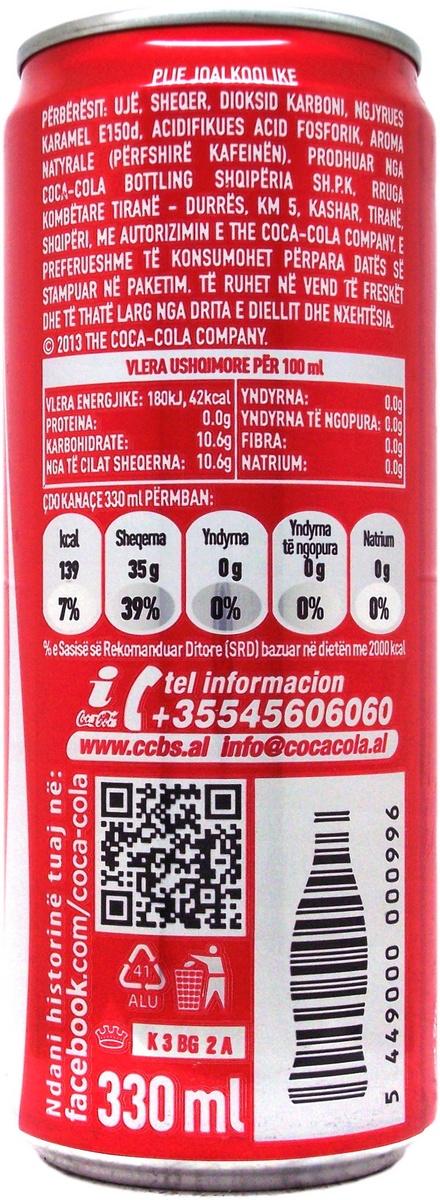 PIJE JOALKOOLIKE
PËRBËRËSIT: UJË, SHEQER, DIOKSID KARBONI, NGJYRUES
KARAMEL E150d, ACIDIFIKUES ACID FOSFORIK, AROMA
NATYRALE (PËRFSHIRË KAFEINËN). PRODHUAR NGA
COCA-COLA BOTTLING SHQIPËRIA SH.P.K, RRUGA
KOMBËTARE TIRANË - DURRËS, KM 5, KASHAR, TIRANË,
SHQIPËRI, ME AUTORIZIMIN E THE COCA-COLA COMPANY. E
PREFERUESHME TË KONSUMOHET PËRPARA DATËS SË
STAMPUAR NË PAKETIM. TË RUHET NË VEND TË FRESKËT
DHE TË THATË LARG NGA DRITA E DIELLIT DHE NXEHTËSIA.
© 2013 THE COCA-COLA COMPANY.
VLERA USHQIMORE PËR 100 ml
VLERA ENERGJIKE: 180kJ, 42kcal
PROTEINA: 0.0g
KARBOHIDRATE: 10.6g
NGA TË CILAT SHEQERNA: 10.6g
YNDYRNA: 0.0g
YNDYRNA TË NGOPURA: 0.0g
FIBRA: 0.0g
NATRIUM: 0.0g
ÇDO KANAÇE 330 ml PËRMBAN:
kcal 139 7%
Sheqerna 35 g 39%
Yndyrna 0 g 0%
Yndyrna të ngopura 0 g 0%
Natrium 0 g 0%
% e Sasisë së Rekomanduar Ditore (SRD) bazuar në dietën me 2000 kcal
i Coca-Cola
tel informacion
+35545606060
www.ccbs.al info@cocacola.al
Ndani historinë tuaj në:
facebook.com/coca-cola
41
ALU
K 3 BG 2 A
330 ml
5 449000 000996